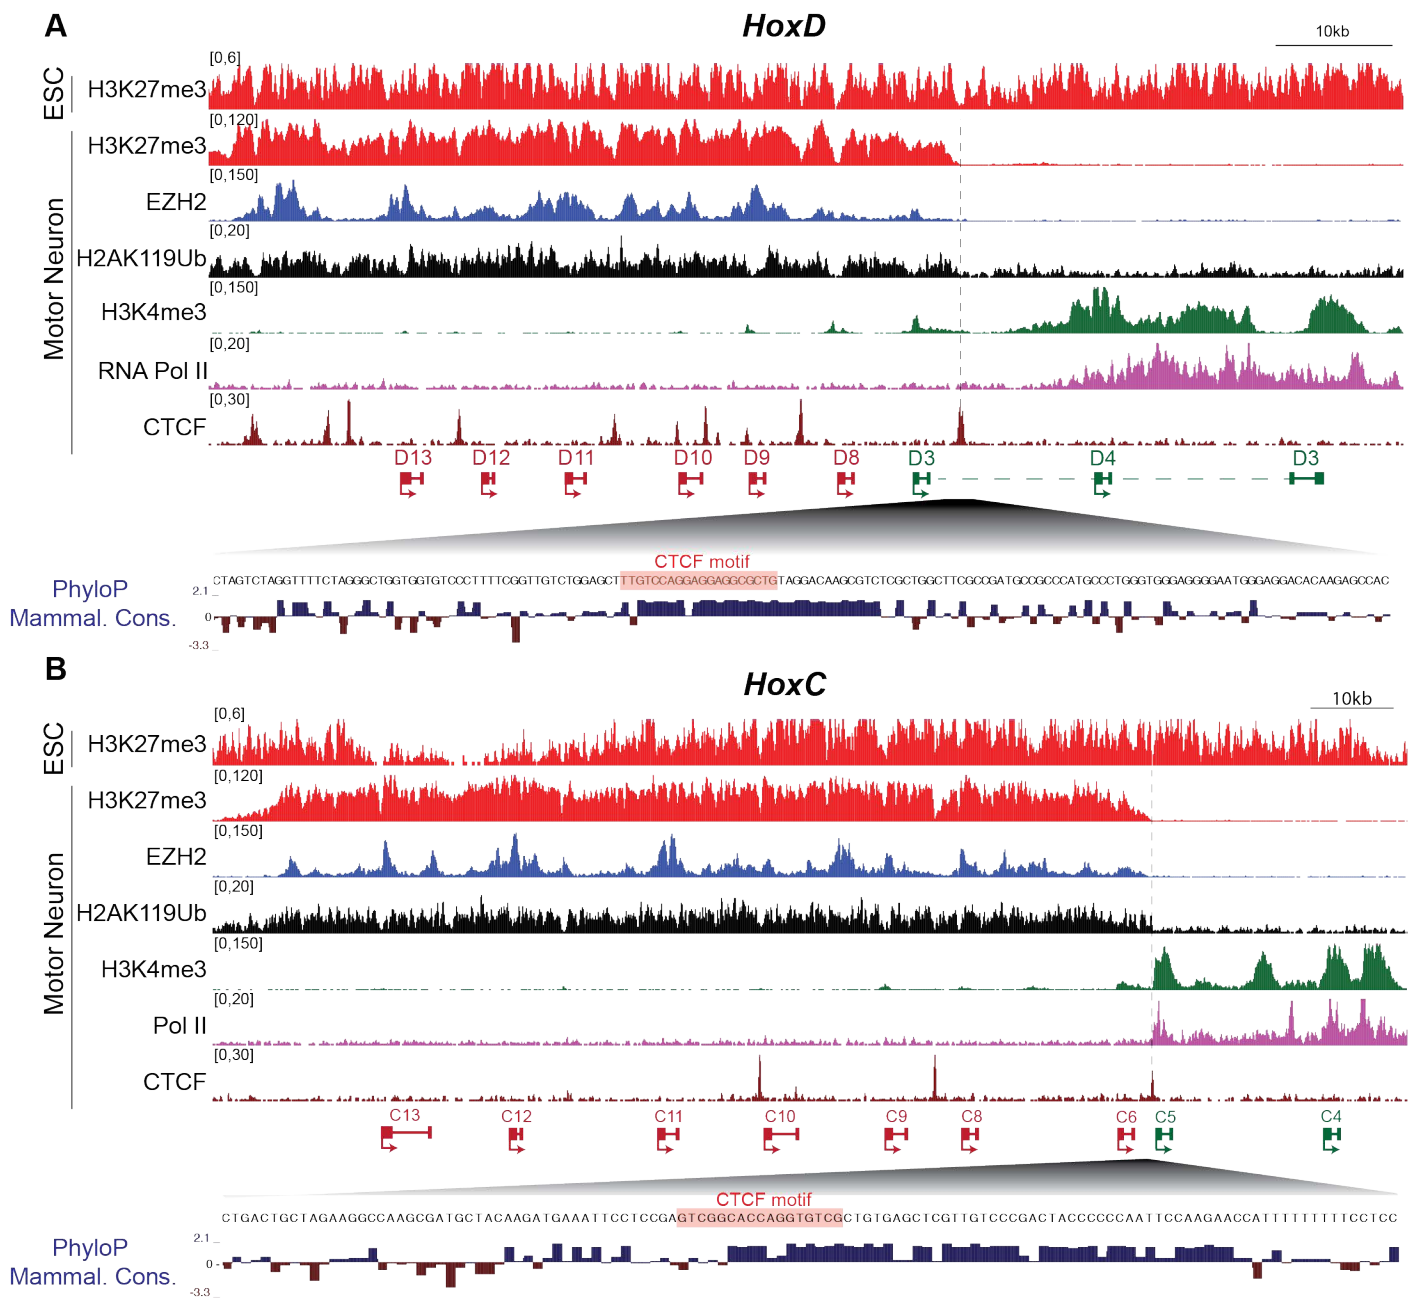 A
HoxD
10kb
ESC
[0,6]
H3K27me3
Motor Neuron
[0,120]
H3K27me3
[0,150]
EZH2
[0,20]
H2AK119Ub
[0,150]
H3K4me3
[0,20]
RNA Pol II
[0,30]
CTCF
D13 D12 D11 D10 D9 D8 D3 D4 D3
CTCF motif
CTAGTCTAGGTTTTCTAGGGCTGGTGGTGTCCCTTTTCGGTTGTCTGGAGCTTTGTCCAGGAGGAGGCGCTGTAGGACAAGCGTCTCGCTGGCTTCGCCGATGCCGCCCATGCCCTGGGTGGGAGGGGAATGGGAGGACACAAGAGCCAC
PhyloP
Mammal. Cons.
2.1
0
-3.3
B
HoxC
10kb
ESC
[0,6]
H3K27me3
Motor Neuron
[0,120]
H3K27me3
[0,150]
EZH2
[0,20]
H2AK119Ub
[0,150]
H3K4me3
[0,20]
Pol II
[0,30]
CTCF
C13 C12 C11 C10 C9 C8 C6 C5 C4
CTCF motif
CTGACTGCTAGAAGGCCAAGCGATGCTACAAGATGAAATTCCTCCGAGTCGGCACCAGGTGTCGCTGTGAGCTCGTTGTCCCGACTACCCCCCAATTCCAAGAACCATTTTTTTTTCCTCC
PhyloP
Mammal. Cons.
2.1
0
-3.3